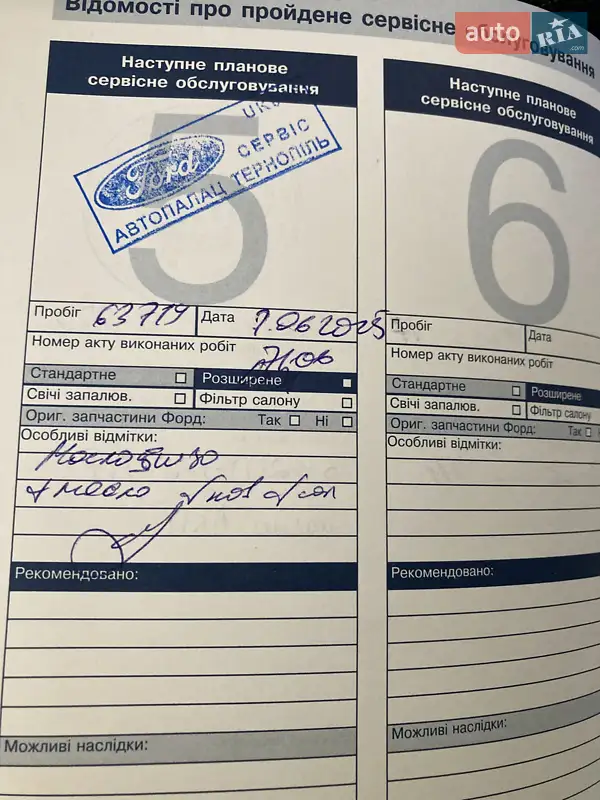 Відомості про пройдене сервісне обслуговування
auto RIA .com
Наступне планове
сервісне обслуговування
5
Ford
СЕРВІС
АВТОПАЛАЦ ТЕРНОПІЛЬ
Пробіг 63719 Дата 06 2025
Номер акту виконаних робіт
Стандартне Розширене
Свічі запалюв. Фільтр салону
Ориг. запчастини Форд: Так Ні
Особливі відмітки:
масло
Рекомендовано:
Можливі наслідки:
Наступне планове
сервісне обслуговування
6
Пробіг Дата
Номер акту виконаних робіт
Стандартне Розширене
Свічі запалюв. Фільтр салону
Ориг. запчастини Форд: Так
Особливі відмітки:
Рекомендовано:
Можливі наслідки: